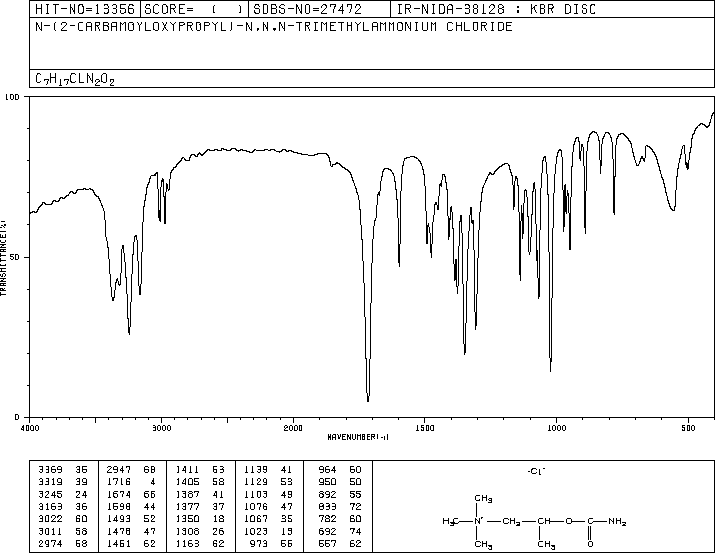 HIT-NO=13356 SCORE= ( ) SDBS-NO=27472 IR-NIDA-38128 : KBR DISC
N-(2-CARBAMOYLOXYPROPYL)-N,N,N-TRIMETHYLAMMONIUM CHLORIDE
C7H17CLN2O2
100
50
0
TRANSMITTANCE(%)
4000 3000 2000 1500 1000 500
WAVENUMBER(-1)
3369 36 2947 68 1411 63 1139 41 964 60
3319 39 1716 4 1405 58 1129 53 950 50
3245 24 1674 66 1387 41 1103 49 892 55
3163 36 1598 44 1377 37 1076 47 833 72
3022 60 1493 52 1350 18 1067 35 782 60
3011 58 1478 47 1308 26 1023 13 692 74
2974 58 1451 62 1163 62 973 55 557 62
·Cl-
CH3
H3C—N+—CH2—CH—O—C—NH2
CH3 CH3 O